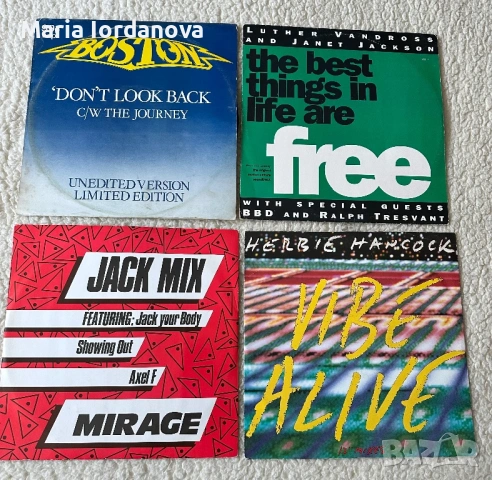 Maria Iordanova
BOSTON
'DON'T LOOK BACK
C/W THE JOURNEY
UNEDITED VERSION
LIMITED EDITION
LUTHER VANDROSS
AND JANET JACKSON
the best
things in
life are
free
WITH SPECIAL GUESTS
BBD AND RALPH TRESVANT
JACK MIX
FEATURING: Jack your Body
Showing Out
Axel F
MIRAGE
HERBIE HANCOCK
VIBE
ALIVE
BAZAR